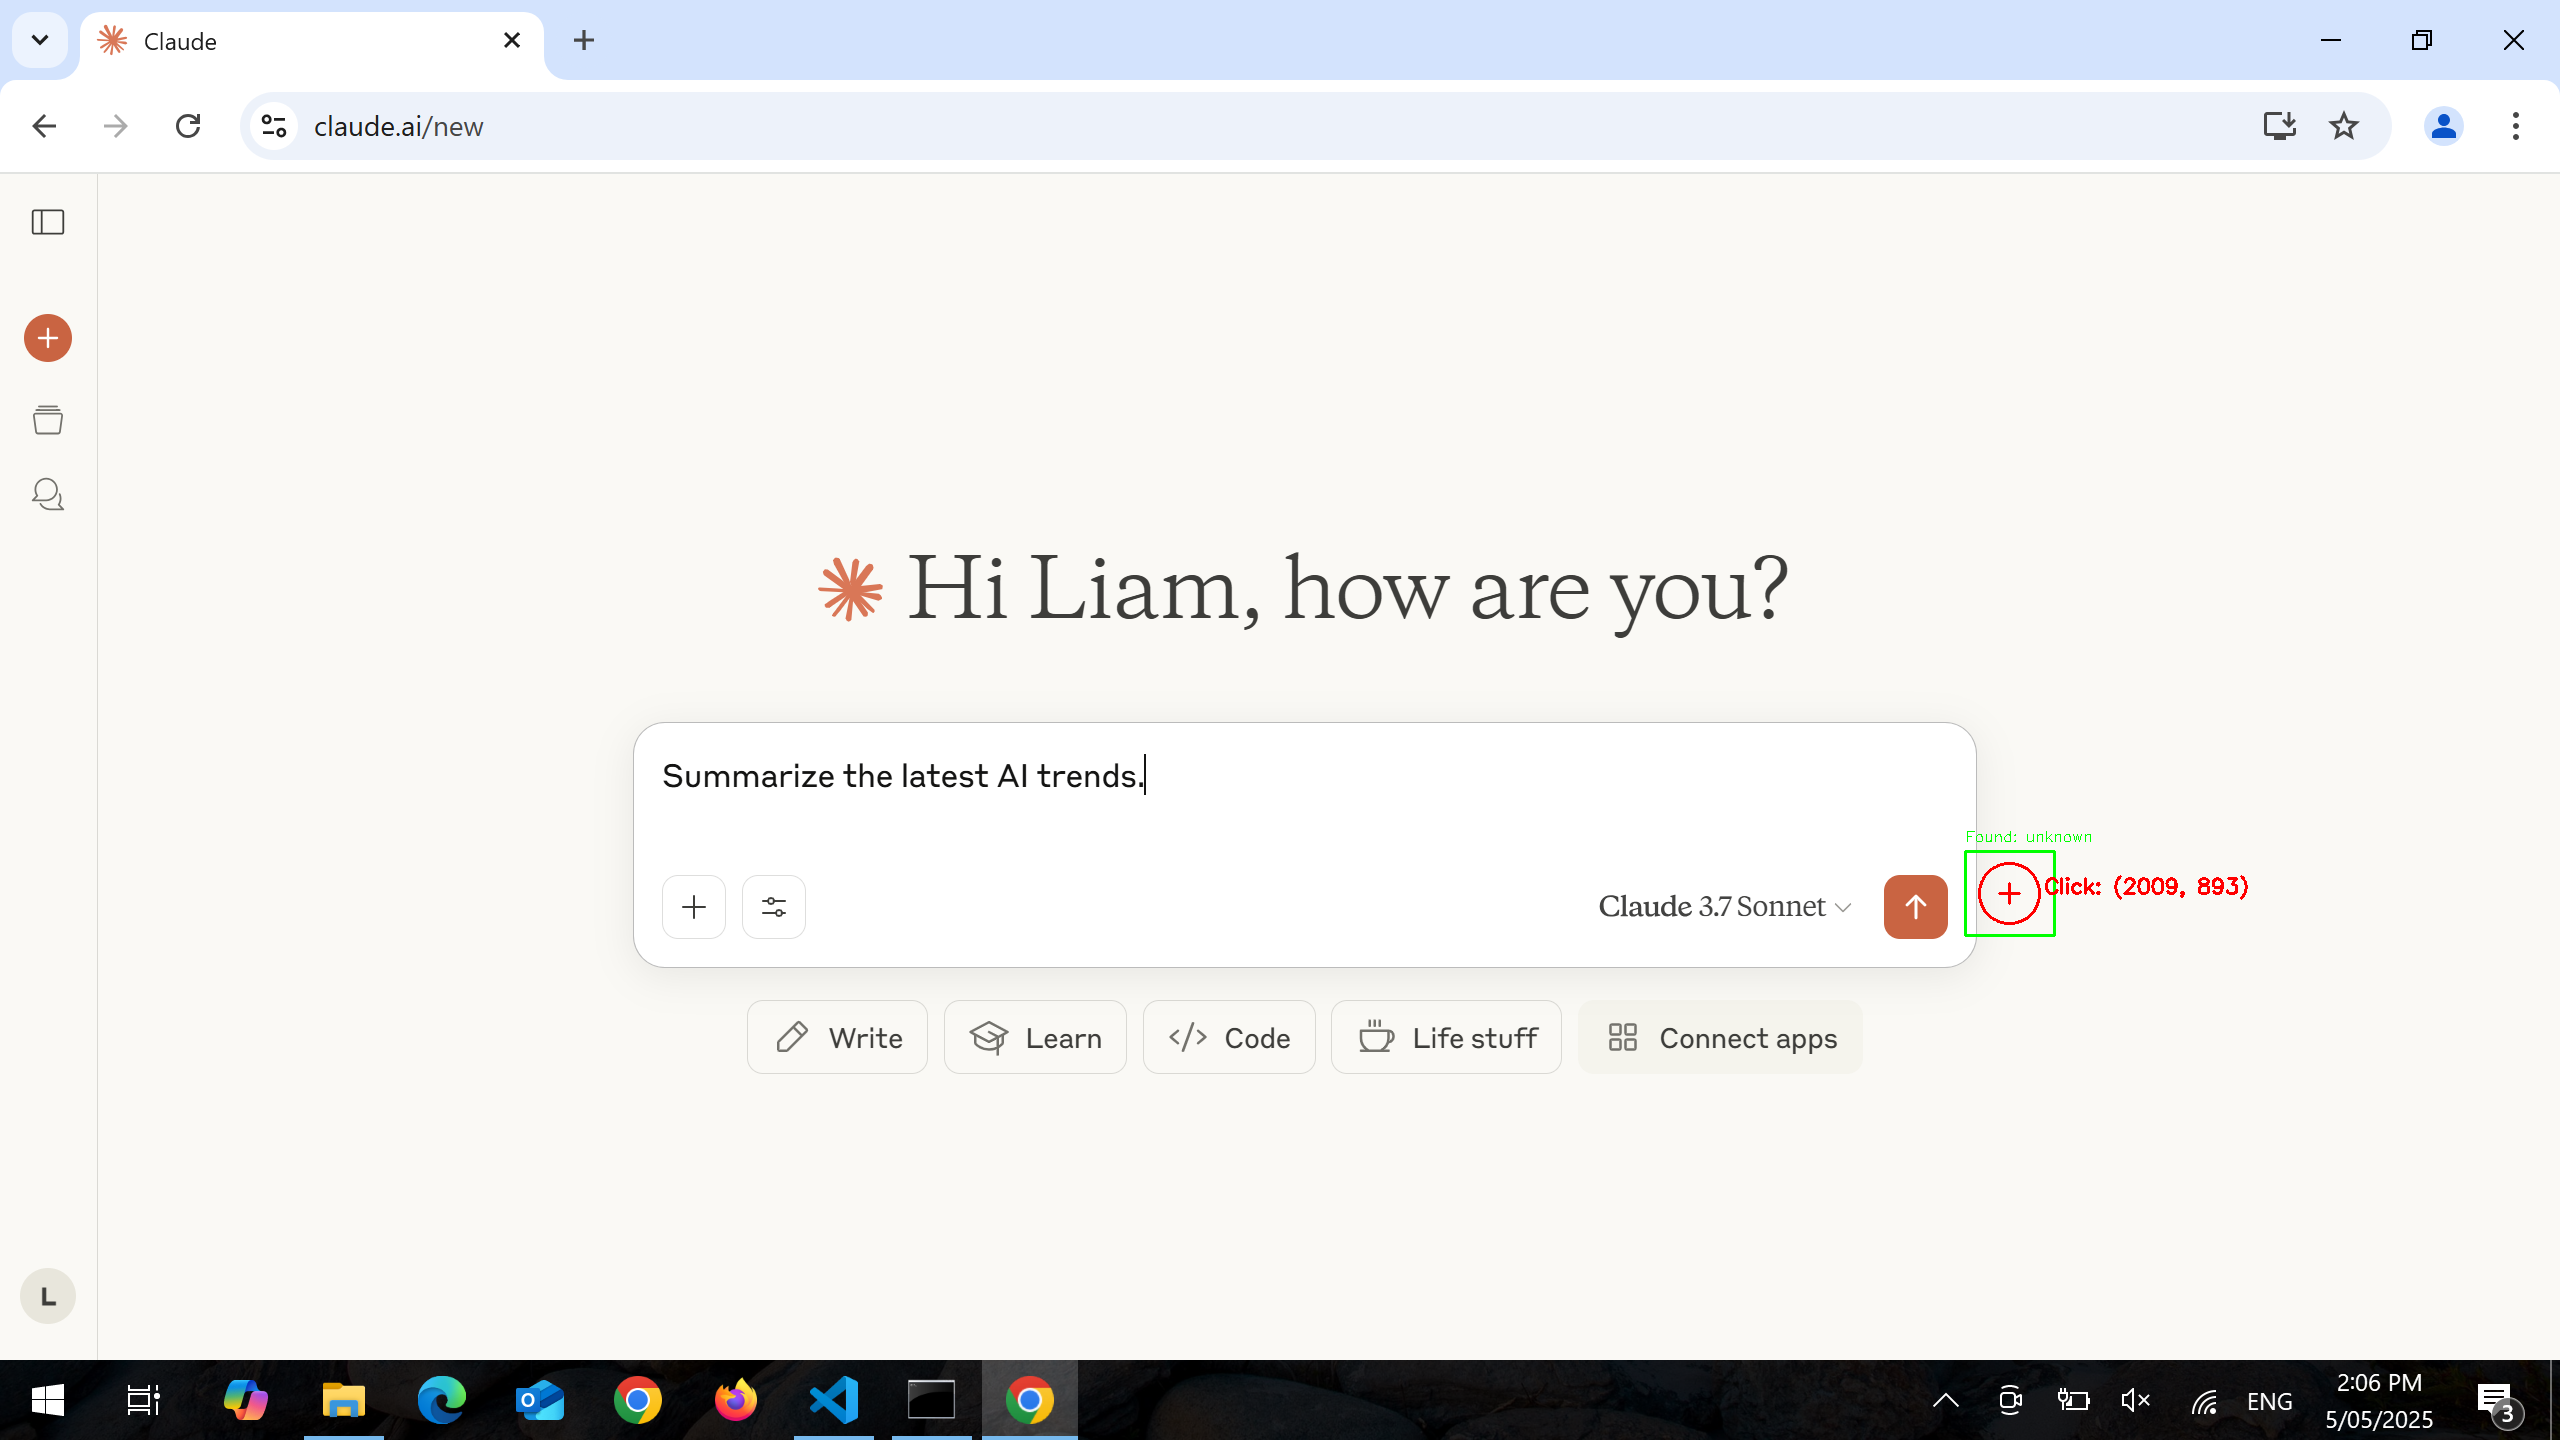 Claude
claude.ai/new
Hi Liam, how are you?
Summarize the latest AI trends.
Found: unknown
Click: (2009, 893)
Claude 3.7 Sonnet
Write
Learn
Code
Life stuff
Connect apps
L
ENG
2:06 PM
5/05/2025
3